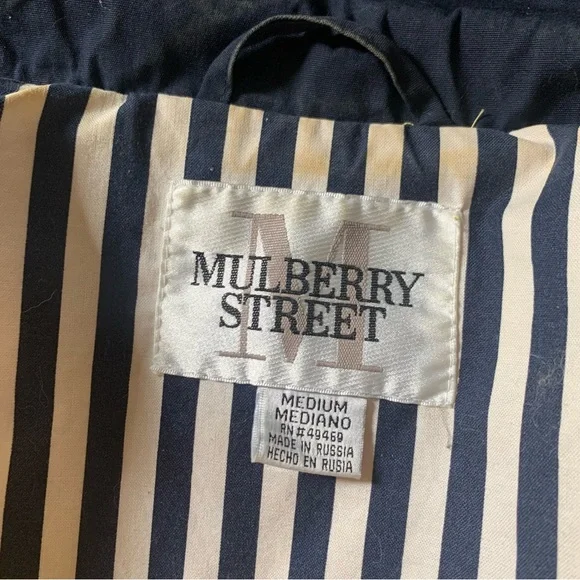 M
MULBERRY
STREET
MEDIUM
MEDIANO
RN#49469
MADE IN RUSSIA
HECHO EN RUSIA